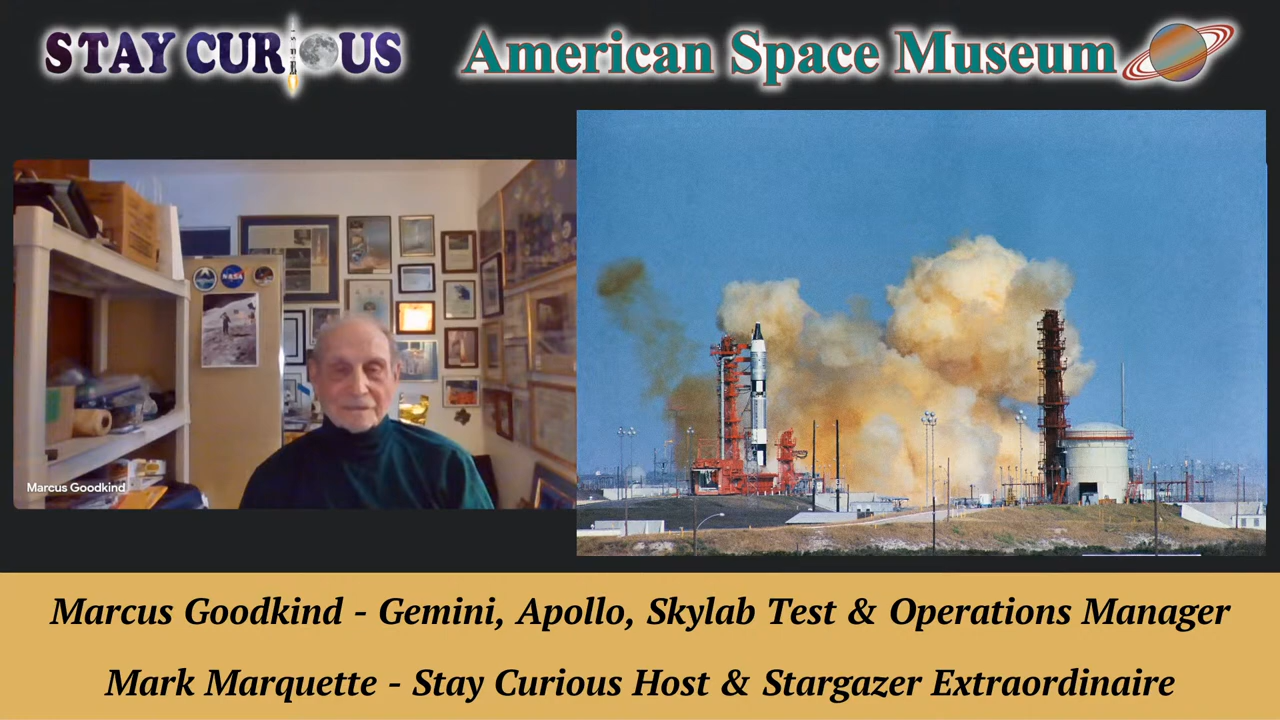 STAY CURIOUS
American Space Museum
NASA
Marcus Goodkind
Marcus Goodkind - Gemini, Apollo, Skylab Test & Operations Manager
Mark Marquette - Stay Curious Host & Stargazer Extraordinaire